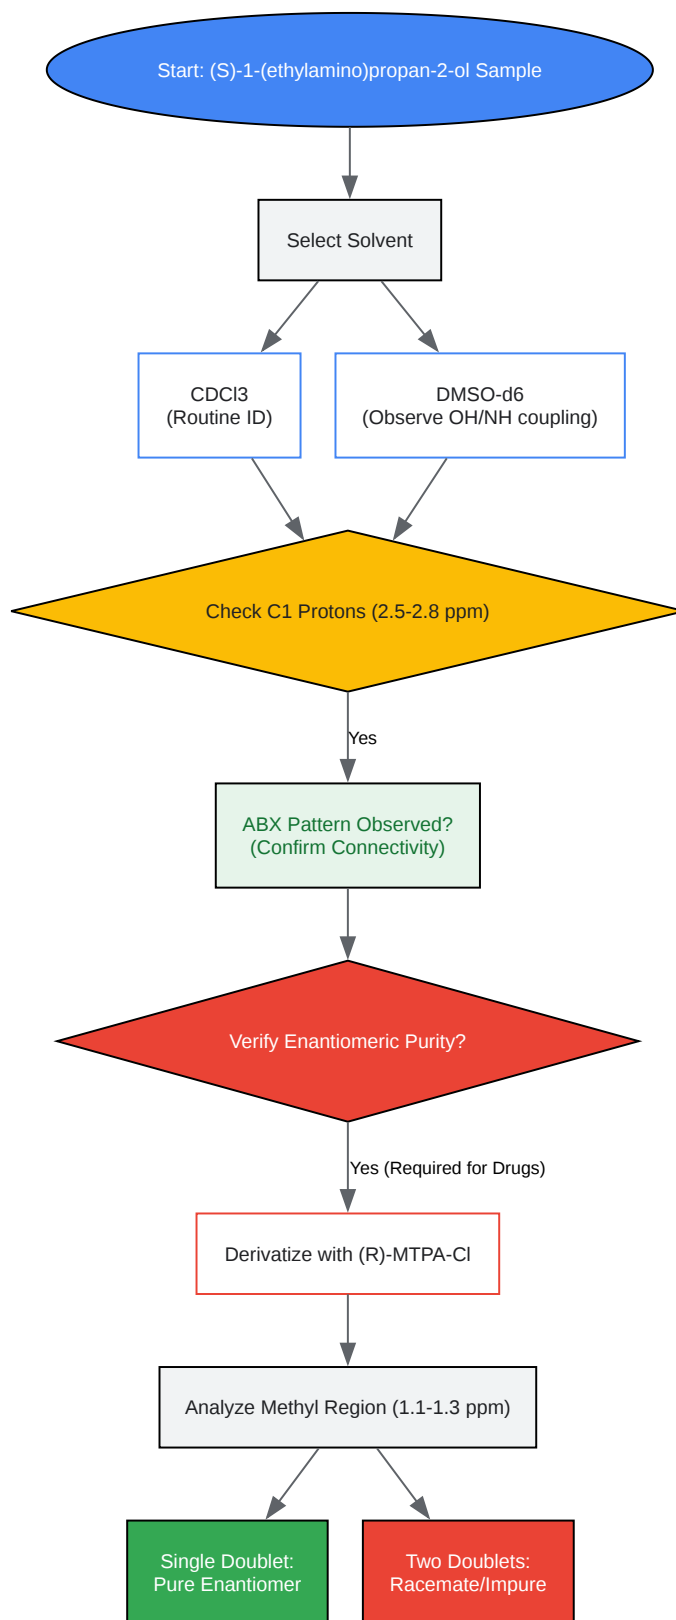 Start: (S)-1-(ethylamino)propan-2-ol Sample
Select Solvent
CDCl3
(Routine ID)
DMSO-d6
(Observe OH/NH coupling)
Check C1 Protons (2.5-2.8 ppm)
Yes
ABX Pattern Observed?
(Confirm Connectivity)
Verify Enantiomeric Purity?
Yes (Required for Drugs)
Derivatize with (R)-MTPA-Cl
Analyze Methyl Region (1.1-1.3 ppm)
Single Doublet:
Pure Enantiomer
Two Doublets:
Racemate/Impure